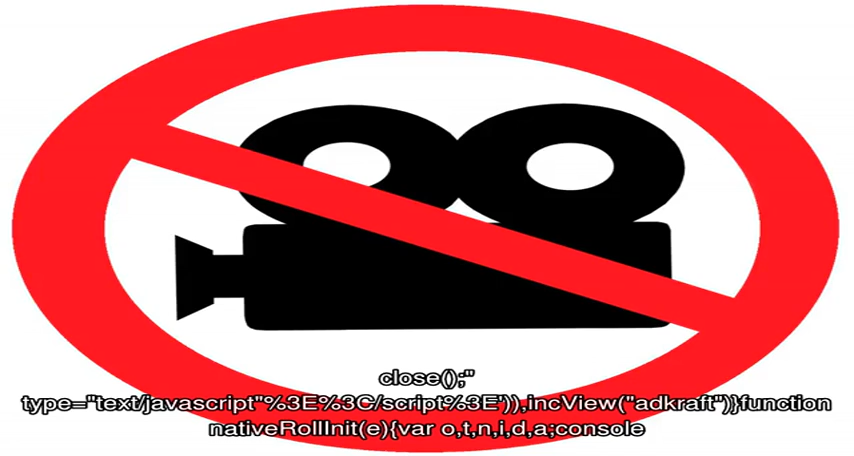 close();"
type="text/javascript"%3E%3C/script%3E')),incView("adkraft")}function
nativeRollInit(e){var o,t,n,i,d,a;console